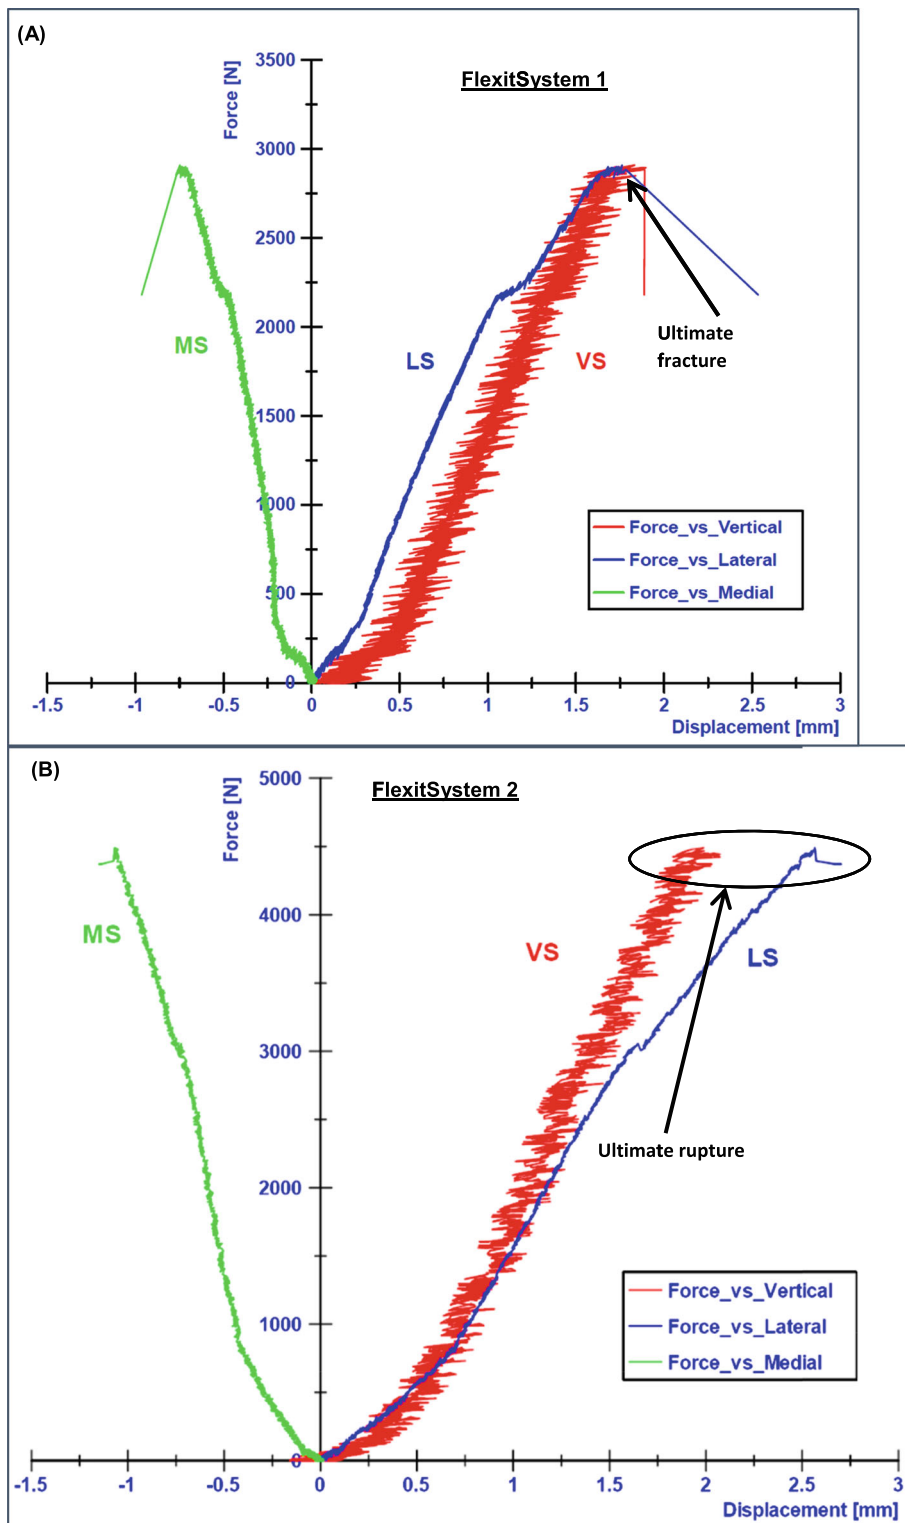 (A)
FlexitSystem 1
Force [N]
3500
3000
2500
2000
1500
1000
500
0
MS
LS
VS
Ultimate
fracture
Force_vs_Vertical
Force_vs_Lateral
Force_vs_Medial
-1.5 -1 -0.5 0 0.5 1 1.5 2 2.5 3
Displacement [mm]
(B)
FlexitSystem 2
Force [N]
5000
4000
3000
2000
1000
0
MS
VS
LS
Ultimate rupture
Force_vs_Vertical
Force_vs_Lateral
Force_vs_Medial
-1.5 -1 -0.5 0 0.5 1 1.5 2 2.5 3
Displacement [mm]